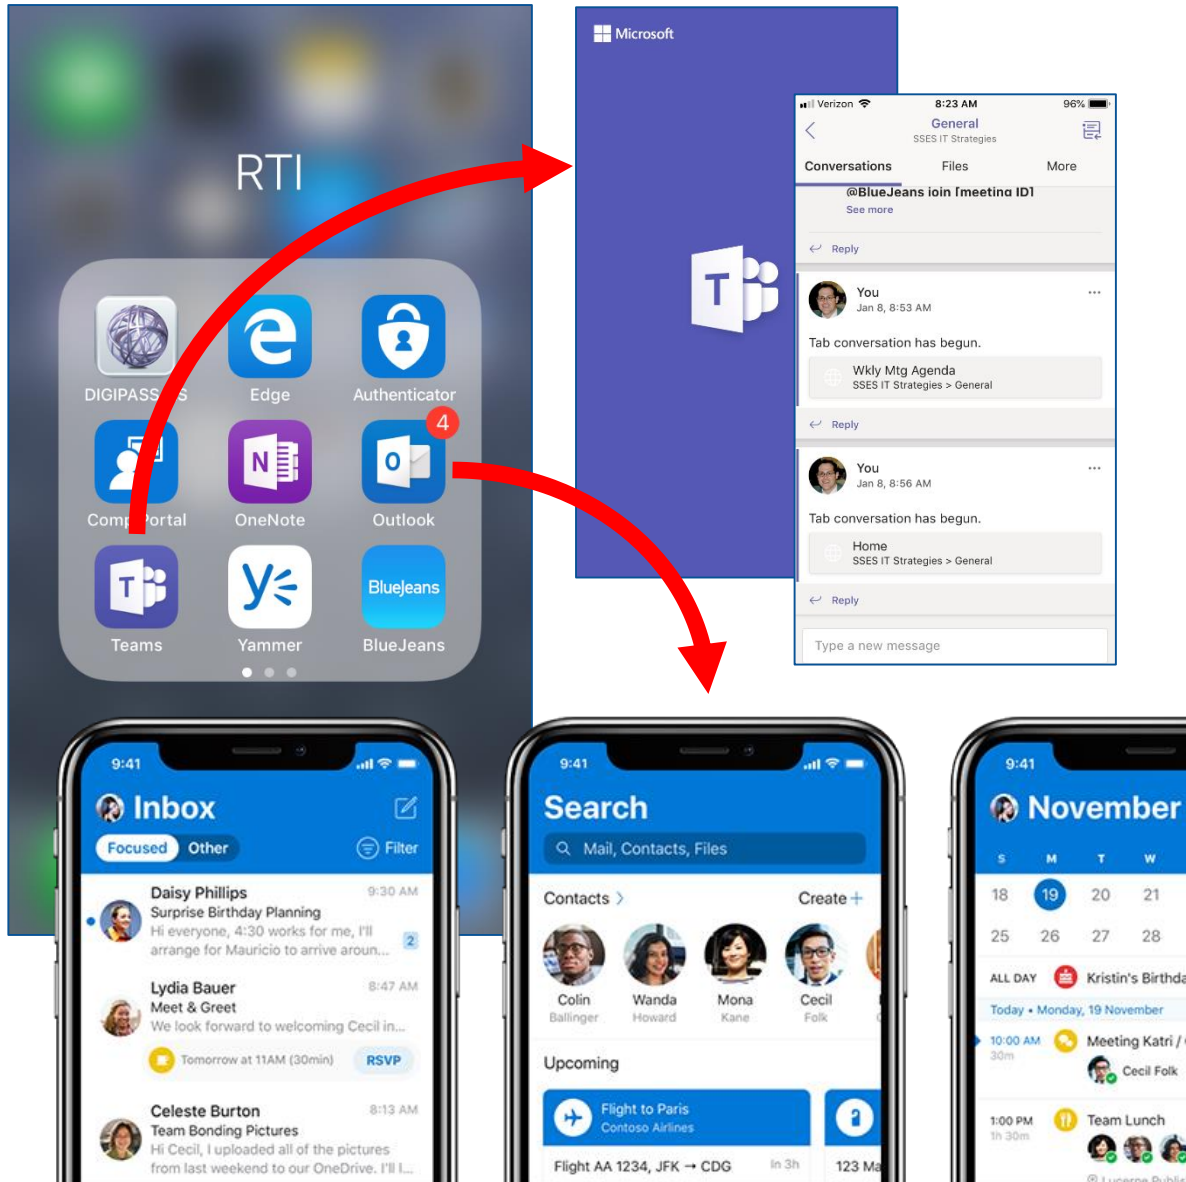 RTI
DIGIPASS
S
Edge
Authenticator
4
Comp Portal
N
OneNote
O
Outlook
T
Teams
Yammer
BlueJeans
BlueJeans
Microsoft
T
Verizon
8:23 AM
96%
General
SSES IT Strategies
Conversations
Files
More
@BlueJeans join [meeting ID]
See more
Reply
You
Jan 8, 8:53 AM
Tab conversation has begun.
Wkly Mtg Agenda
SSES IT Strategies > General
Reply
You
Jan 8, 8:56 AM
Tab conversation has begun.
Home
SSES IT Strategies > General
Reply
Type a new message
9:41
Inbox
Focused Other
Filter
Daisy Phillips 9:30 AM
Surprise Birthday Planning
Hi everyone, 4:30 works for me, I'll
arrange for Mauricio to arrive aroun...
2
Lydia Bauer 8:47 AM
Meet & Greet
We look forward to welcoming Cecil in...
Tomorrow at 11AM (30min) RSVP
Celeste Burton 8:13 AM
Team Bonding Pictures
Hi Cecil, I uploaded all of the pictures
from last weekend to our OneDrive. I'll l...
9:41
Search
Mail, Contacts, Files
Contacts > Create +
Colin Wanda Mona Cecil
Ballinger Howard Kane Folk
Upcoming
Flight to Paris
Contoso Airlines
Flight AA 1234, JFK → CDG In 3h
123 Ma
9:41
November
S M T W
18 19 20 21
25 26 27 28
ALL DAY Kristin's Birthda
Today • Monday, 19 November
10:00 AM Meeting Katri /
30m
Cecil Folk
1:00 PM Team Lunch
1h 30m